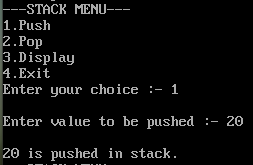 ---STACK MENU---
1.Push
2.Pop
3.Display
4.Exit
Enter your choice :- 1
Enter value to be pushed :- 20
20 is pushed in stack.